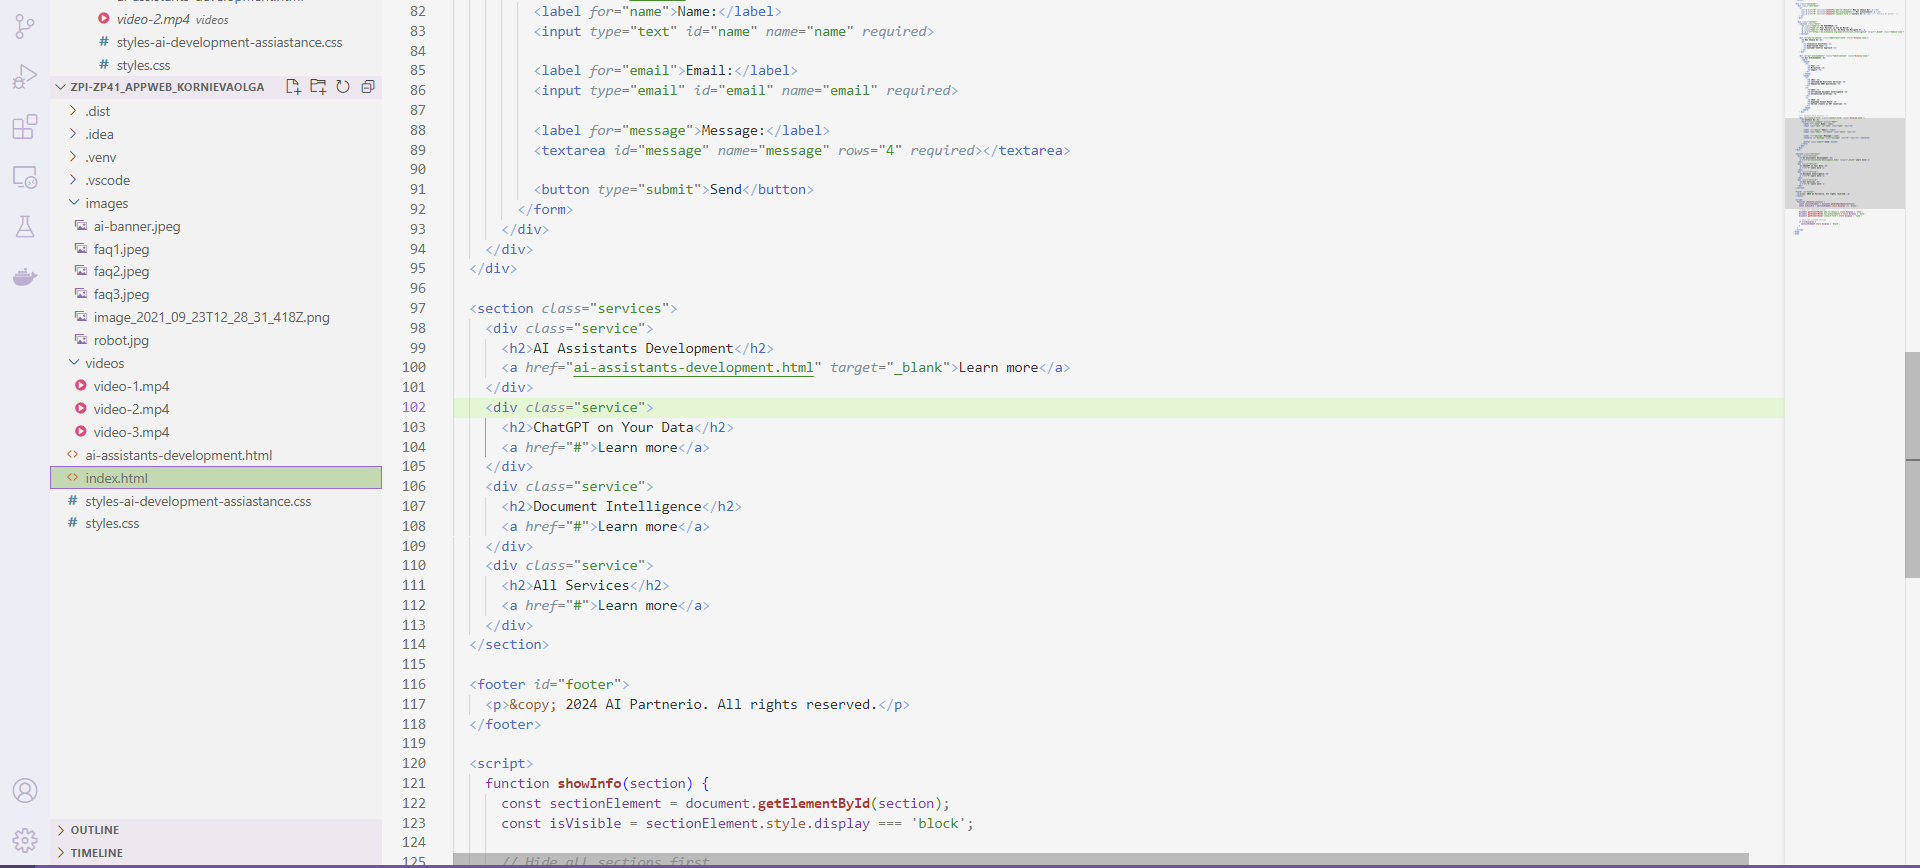 ai-assistants-development.html
video-2.mp4 videos
# styles-ai-development-assiastance.css
# styles.css
ZPI-ZP41_APPWEB_KORNIEVAOLGA
.dist
.idea
.venv
.vscode
images
ai-banner.jpeg
faq1.jpeg
faq2.jpeg
faq3.jpeg
image_2021_09_23T12_28_31_418Z.png
robot.jpg
videos
video-1.mp4
video-2.mp4
video-3.mp4
<> ai-assistants-development.html
<> index.html
# styles-ai-development-assiastance.css
# styles.css
OUTLINE
TIMELINE
82 <label for="name">Name:</label>
83 <input type="text" id="name" name="name" required>
84
85 <label for="email">Email:</label>
86 <input type="email" id="email" name="email" required>
87
88 <label for="message">Message:</label>
89 <textarea id="message" name="message" rows="4" required></textarea>
90
91 <button type="submit">Send</button>
92 </form>
93 </div>
94 </div>
95 </div>
96
97 <section class="services">
98 <div class="service">
99 <h2>AI Assistants Development</h2>
100 <a href="ai-assistants-development.html" target="_blank">Learn more</a>
101 </div>
102 <div class="service">
103 <h2>ChatGPT on Your Data</h2>
104 <a href="#">Learn more</a>
105 </div>
106 <div class="service">
107 <h2>Document Intelligence</h2>
108 <a href="#">Learn more</a>
109 </div>
110 <div class="service">
111 <h2>All Services</h2>
112 <a href="#">Learn more</a>
113 </div>
114 </section>
115
116 <footer id="footer">
117 <p>&copy; 2024 AI Partnerio. All rights reserved.</p>
118 </footer>
119
120 <script>
121 function showInfo(section) {
122 const sectionElement = document.getElementById(section);
123 const isVisible = sectionElement.style.display === 'block';
124
125 // Hide all sections first